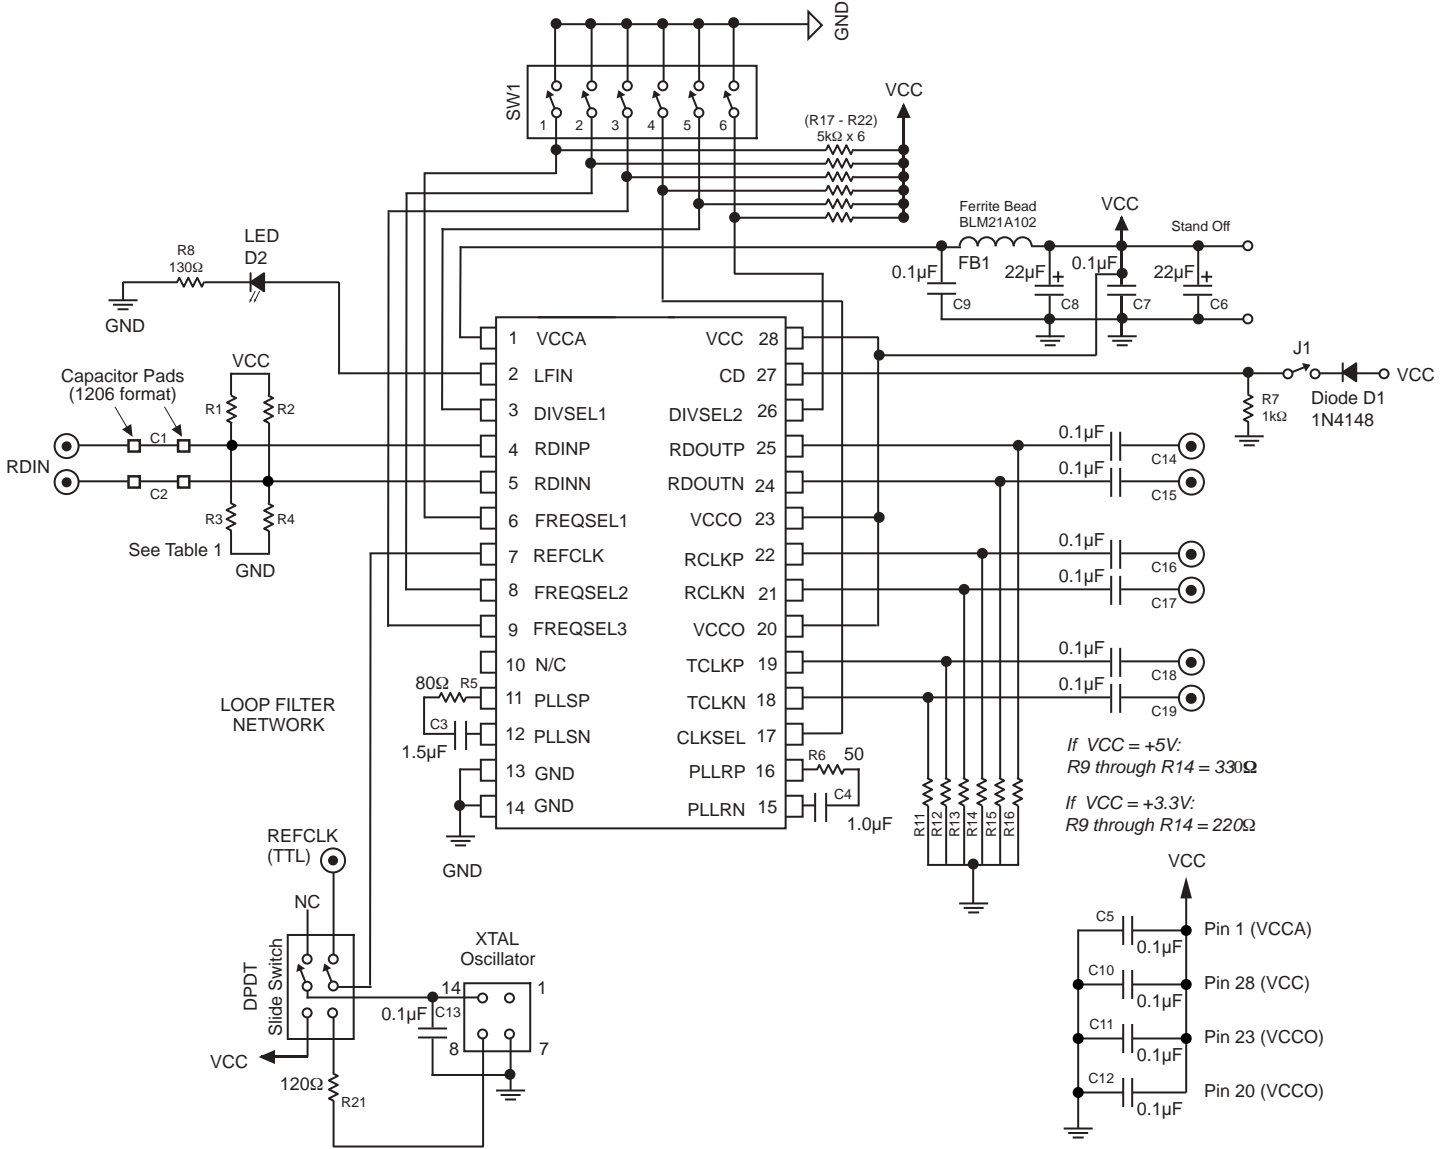 GND
SW1
1 2 3 4 5 6
VCC
(R17 - R22)
5kΩ x 6
Ferrite Bead
BLM21A102
VCC
Stand Off
FB1
0.1µF
C9
22µF +
C8
0.1µF
C7
22µF +
C6
LED
D2
R8
130Ω
GND
VCC
Capacitor Pads
(1206 format)
R1
R2
C1
RDIN
C2
R3
R4
See Table 1
GND
1 VCCA
2 LFIN
3 DIVSEL1
4 RDINP
5 RDINN
6 FREQSEL1
7 REFCLK
8 FREQSEL2
9 FREQSEL3
10 N/C
11 PLLSP
12 PLLSN
13 GND
14 GND
VCC 28
CD 27
DIVSEL2 26
RDOUTP 25
RDOUTN 24
VCCO 23
RCLKP 22
RCLKN 21
VCCO 20
TCLKP 19
TCLKN 18
CLKSEL 17
PLLRP 16
PLLRN 15
J1
VCC
R7
1kΩ
Diode D1
1N4148
0.1µF
C14
0.1µF
C15
0.1µF
C16
0.1µF
C17
0.1µF
C18
0.1µF
C19
80Ω R5
C3
1.5µF
LOOP FILTER
NETWORK
GND
R6 50
C4
1.0µF
R11
R12
R13
R14
R15
R16
If VCC = +5V:
R9 through R14 = 330Ω
If VCC = +3.3V:
R9 through R14 = 220Ω
REFCLK
(TTL)
NC
DPDT
Slide Switch
VCC
120Ω
R21
XTAL
Oscillator
14
1
0.1µF C13
8
7
VCC
C5
0.1µF
Pin 1 (VCCA)
C10
0.1µF
Pin 28 (VCC)
C11
0.1µF
Pin 23 (VCCO)
C12
0.1µF
Pin 20 (VCCO)